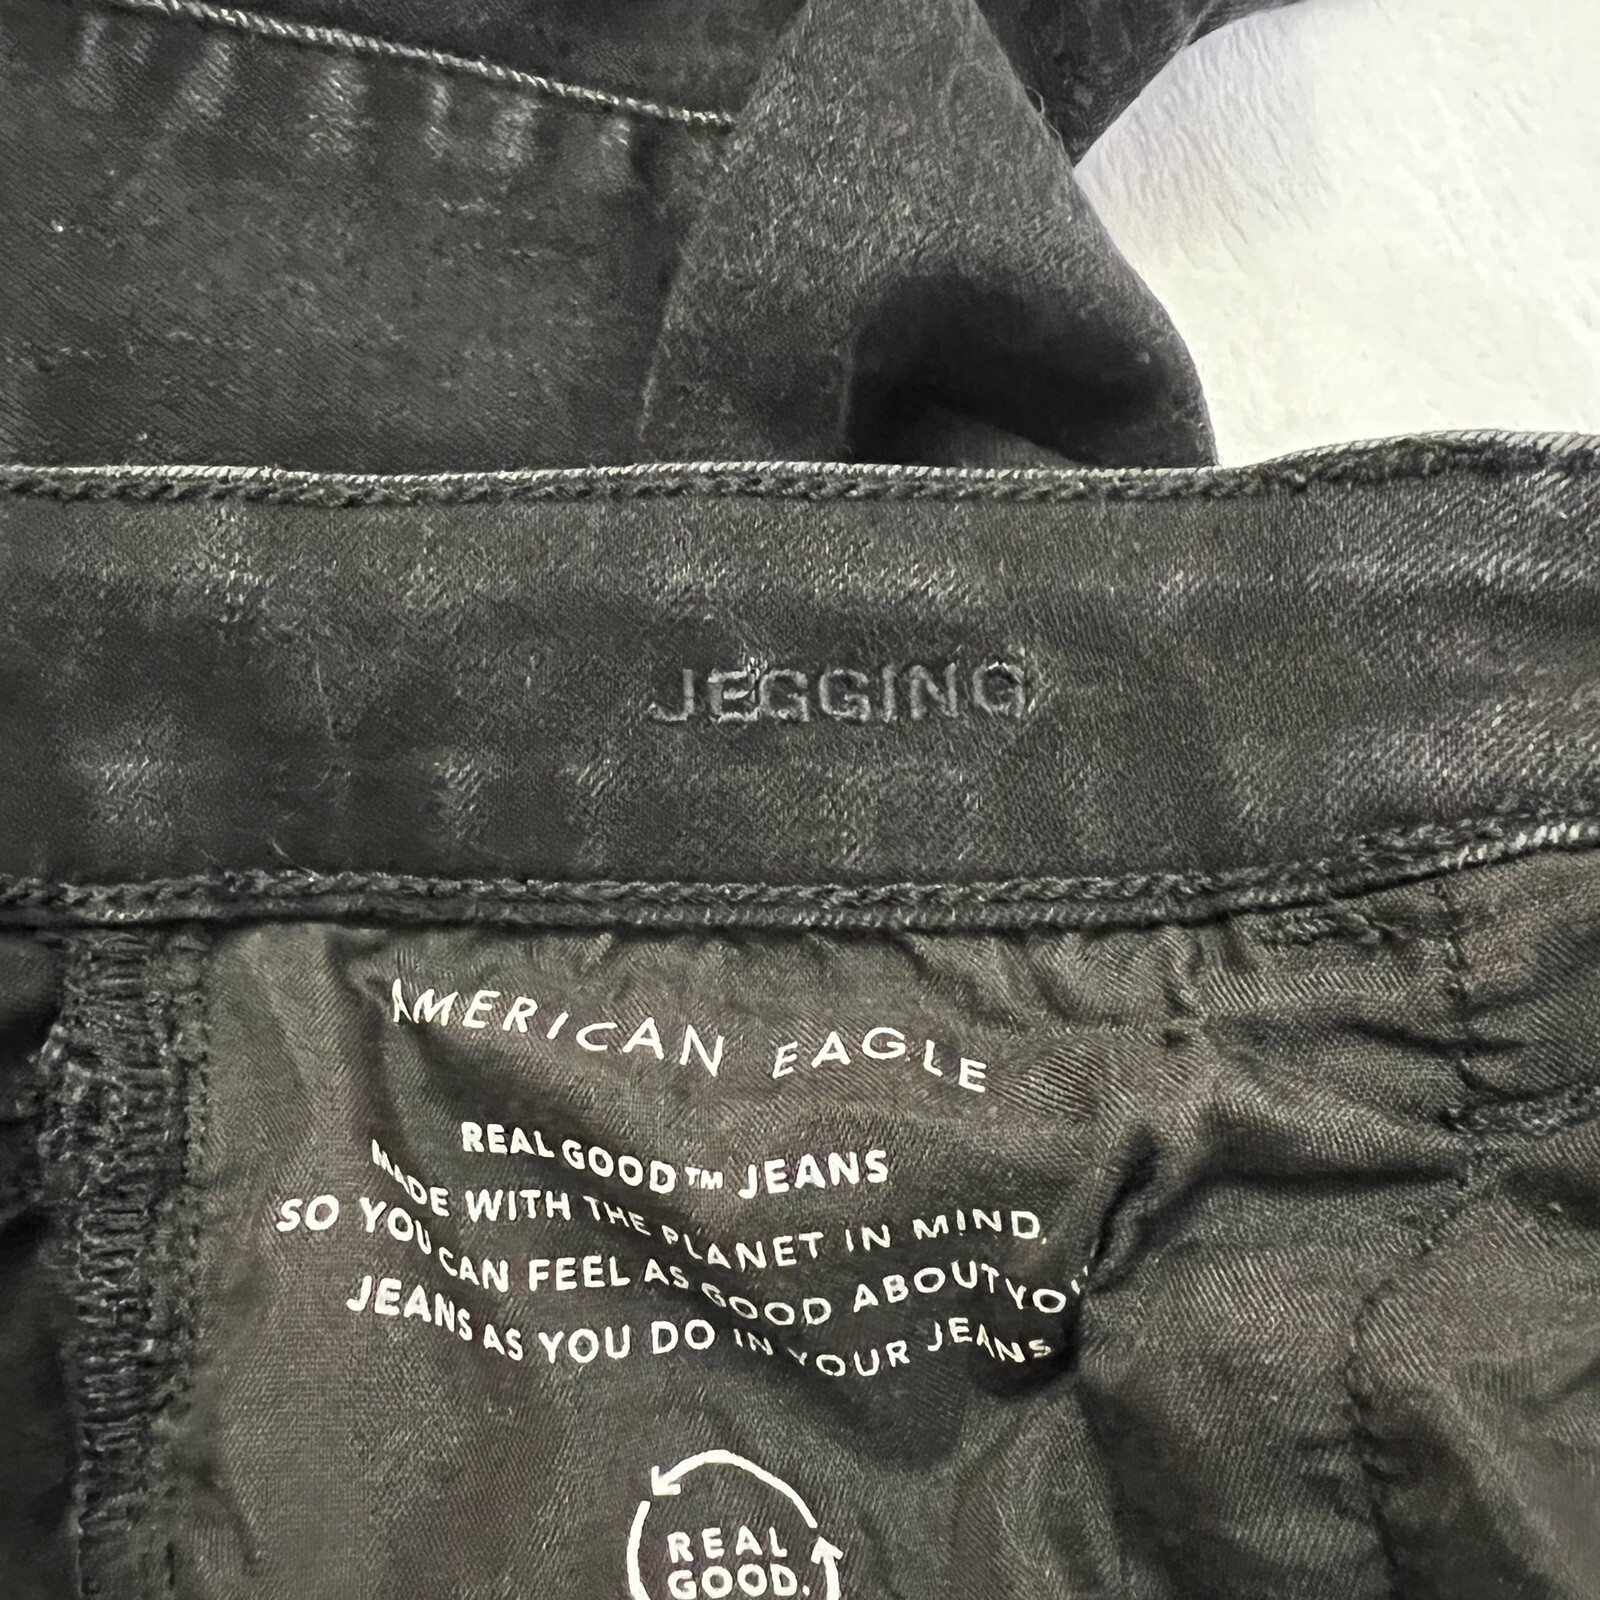 JEGGING
AMERICAN EAGLE
REAL GOOD™ JEANS
MADE WITH THE PLANET IN MIND,
SO YOU CAN FEEL AS GOOD ABOUT YOU
JEANS AS YOU DO IN YOUR JEANS
REAL
GOOD.